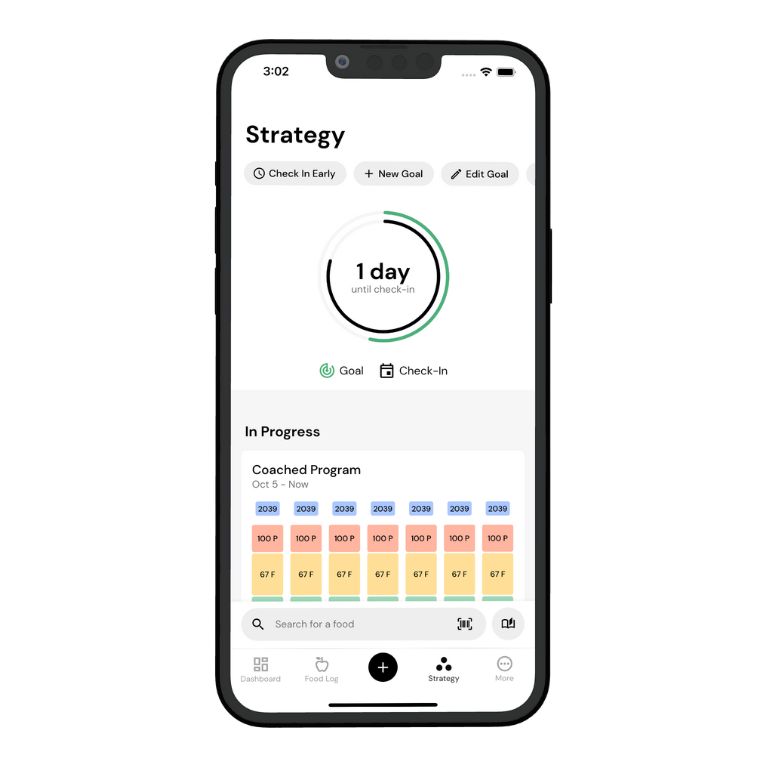 3:02
Strategy
Check In Early
New Goal
Edit Goal
1 day
until check-in
Goal
Check-In
In Progress
Coached Program
Oct 5 - Now
2039 2039 2039 2039 2039 2039 2039
100 P 100 P 100 P 100 P 100 P 100 P 100 P
67 F 67 F 67 F 67 F 67 F 67 F 67 F
Search for a food
Dashboard
Food Log
Strategy
More